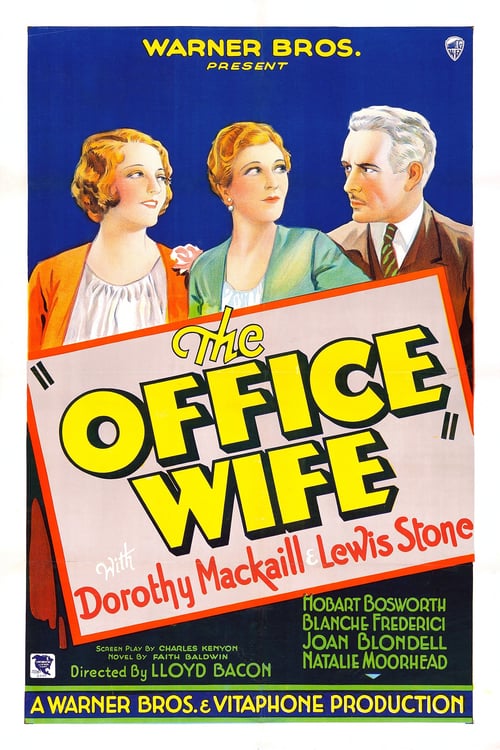 WARNER BROS.
PRESENT
"The
OFFICE
WIFE"
With Dorothy Mackaill & Lewis Stone
HOBART BOSWORTH
BLANCHE FREDERICI
JOAN BLONDELL
NATALIE MOORHEAD
SCREEN PLAY BY CHARLES KENYON
NOVEL BY FAITH BALDWIN
Directed By LLOYD BACON
A WARNER BROS. & VITAPHONE PRODUCTION